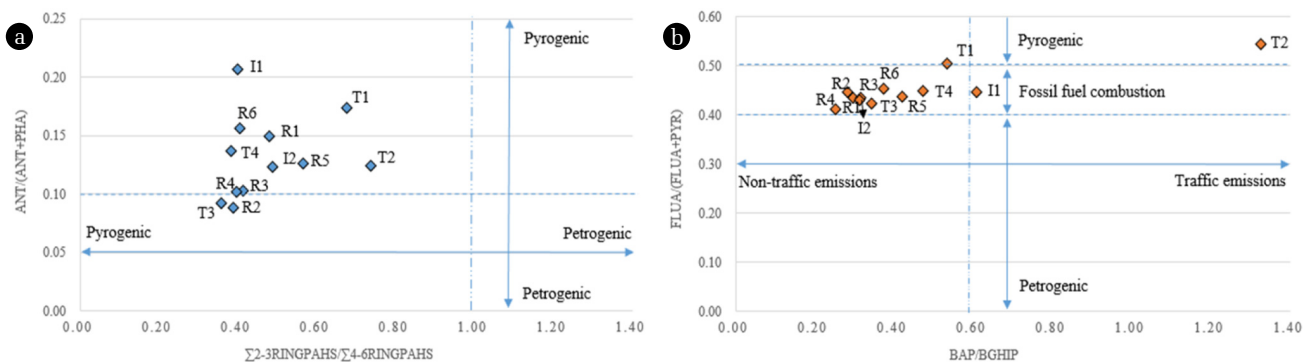 a
0.25
0.20
0.15
0.10
0.05
0.00
ANT/(ANT+PHA)
Pyrogenic
I1
T1
R6
R1
T4
I2
R5
T2
R4
R3
T3
R2
Pyrogenic
Petrogenic
Petrogenic
0.00 0.20 0.40 0.60 0.80 1.00 1.20 1.40
∑2-3RINGPAHS/∑4-6RINGPAHS
b
0.60
0.50
0.40
0.30
0.20
0.10
0.00
FLUA/(FLUA+PYR)
Pyrogenic
T2
T1
R2
R3
R6
Fossil fuel combustion
R4
R1
T3
R5
T4
I1
I2
Non-traffic emissions
Traffic emissions
Petrogenic
0.00 0.20 0.40 0.60 0.80 1.00 1.20 1.40
BAP/BGHIP